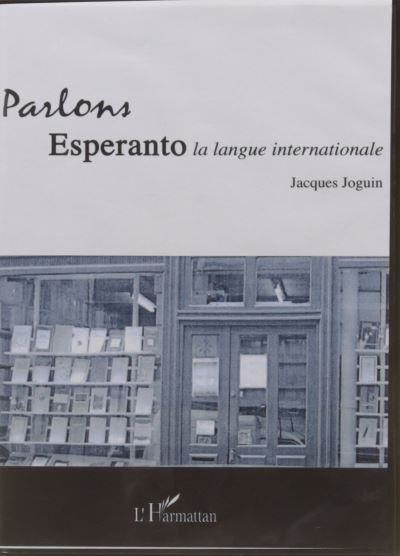 Parlons
Esperanto la langue internationale
Jacques Joguin
L'Harmattan